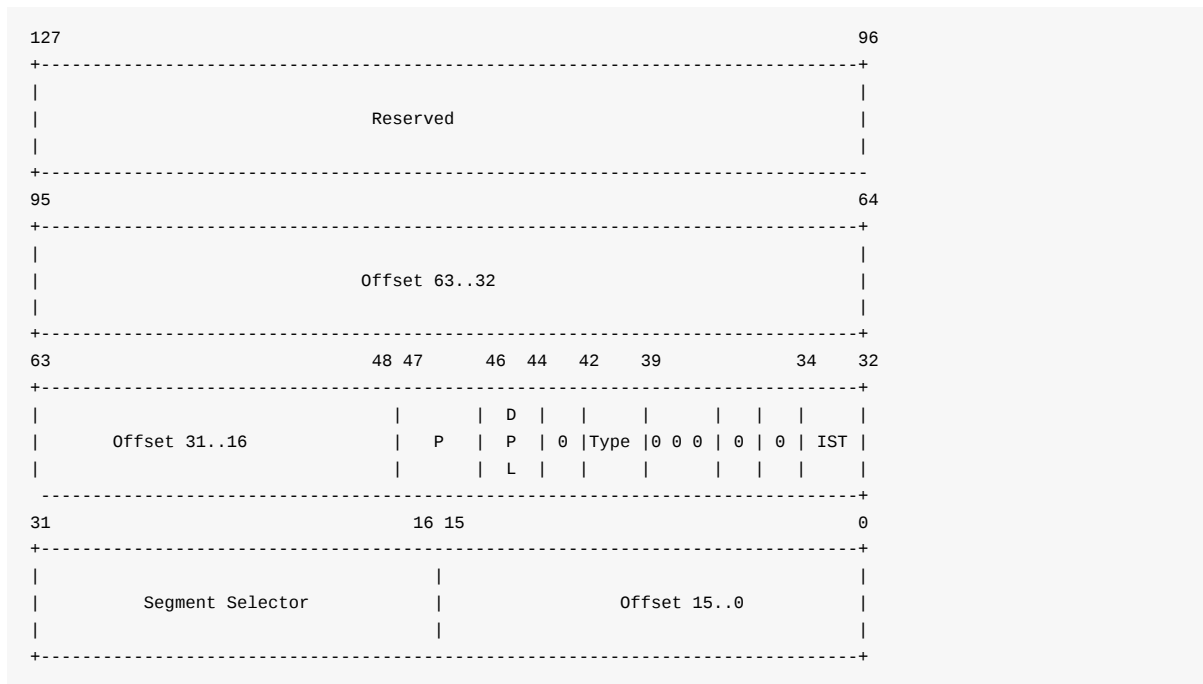 127                                                                             96
+-------------------------------------------------------------------------------+
|                                                                               |
|                                Reserved                                       |
|                                                                               |
+--------------------------------------------------------------------------------
95                                                                              64
+-------------------------------------------------------------------------------+
|                                                                               |
|                               Offset 63..32                                   |
|                                                                               |
+-------------------------------------------------------------------------------+
63                               48 47      46  44   42    39             34    32
+-------------------------------------------------------------------------------+
|                                  |       |  D  |   |     |      |   |   |     |
|       Offset 31..16              |   P   |  P  | 0 |Type |0 0 0 | 0 | 0 | IST |
|                                  |       |  L  |   |     |      |   |   |     |
 -------------------------------------------------------------------------------+
31                                   16 15                                      0
+-------------------------------------------------------------------------------+
|                                      |                                        |
|          Segment Selector            |                 Offset 15..0           |
|                                      |                                        |
+-------------------------------------------------------------------------------+